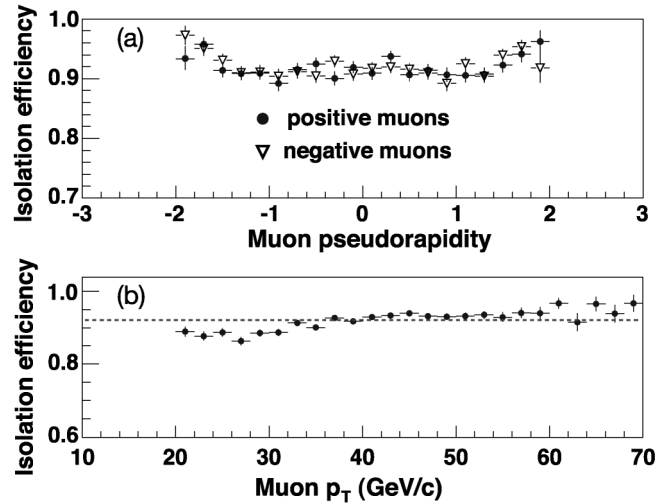 Isolation efficiency
1.0
(a)
0.9
positive muons
negative muons
0.8
0.7
-3 -2 -1 0 1 2 3
Muon pseudorapidity
Isolation efficiency
1.0
(b)
0.8
0.6
10 20 30 40 50 60 70
Muon pT (GeV/c)